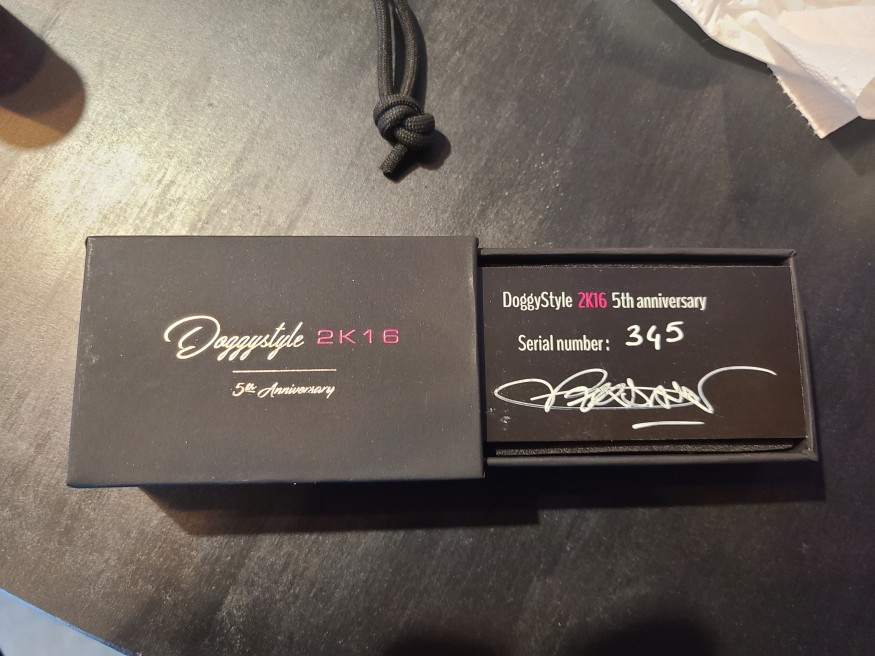 Doggystyle 2K16
5th Anniversary
DoggyStyle 2K16 5th anniversary
Serial number: 345